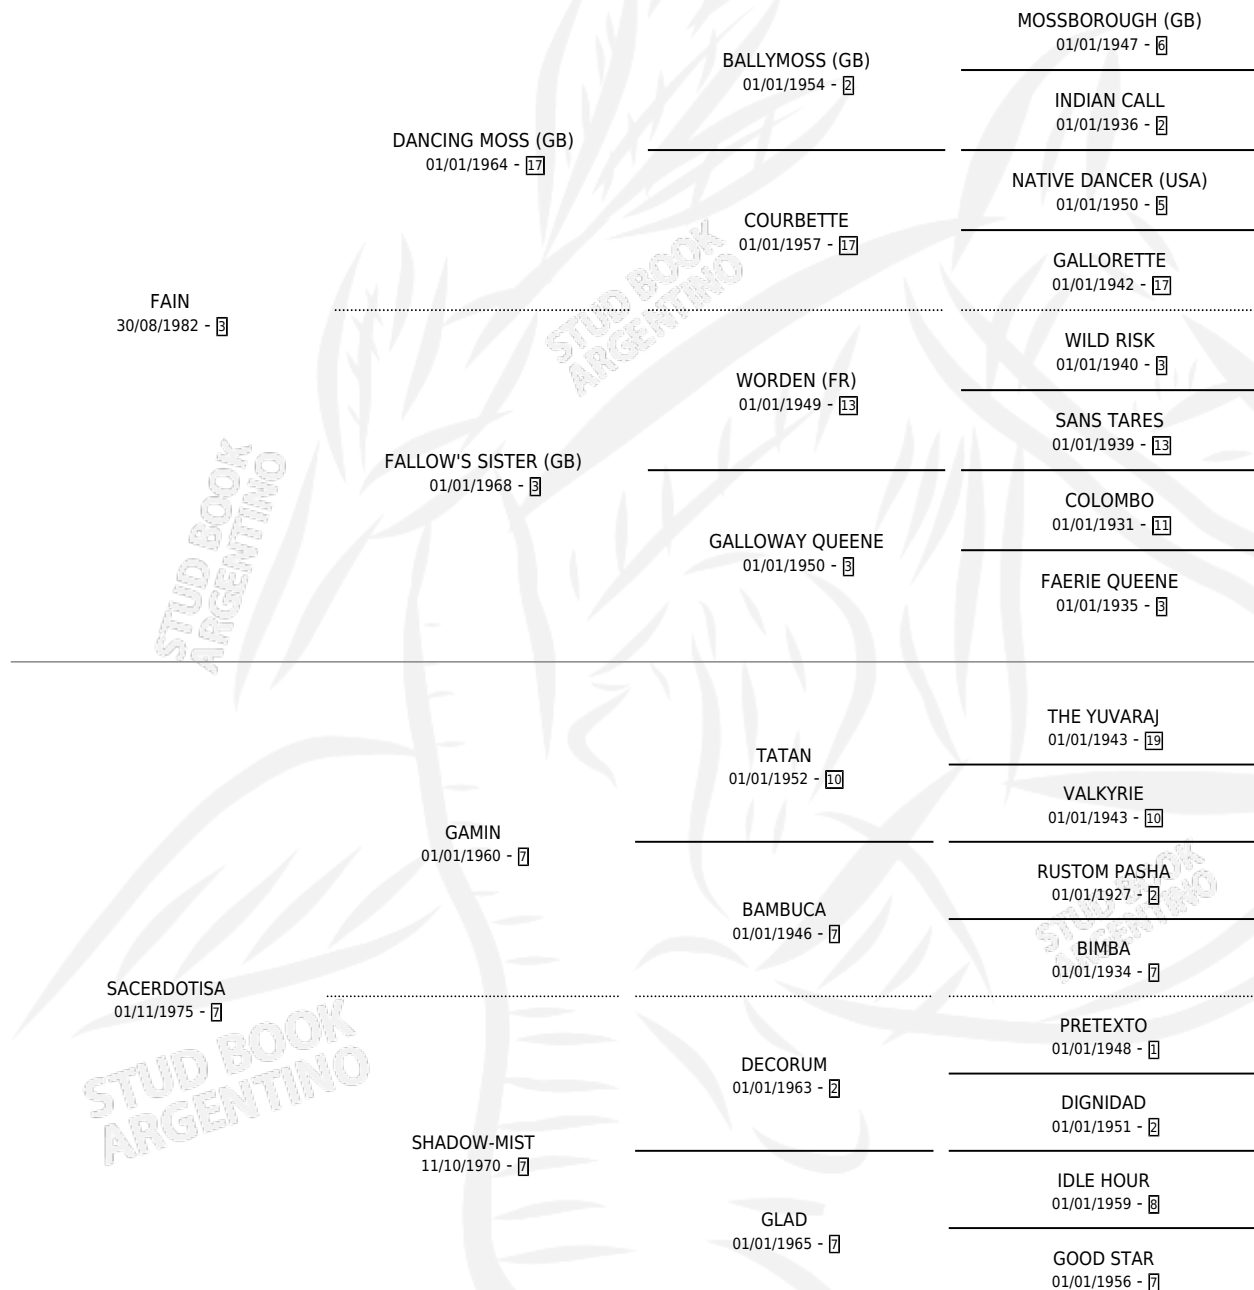 MOSSBOROUGH (GB)
01/01/1947 - 6
BALLYMOSS (GB)
01/01/1954 - 2
INDIAN CALL
01/01/1936 - 2
DANCING MOSS (GB)
01/01/1964 - 17
NATIVE DANCER (USA)
01/01/1950 - 5
COURBETTE
01/01/1957 - 17
GALLORETTE
01/01/1942 - 17
FAIN
30/08/1982 - 3
WILD RISK
01/01/1940 - 3
WORDEN (FR)
01/01/1949 - 13
SANS TARES
01/01/1939 - 13
FALLOW'S SISTER (GB)
01/01/1968 - 3
COLOMBO
01/01/1931 - 11
GALLOWAY QUEENE
01/01/1950 - 3
FAERIE QUEENE
01/01/1935 - 3
THE YUVARAJ
01/01/1943 - 19
TATAN
01/01/1952 - 10
VALKYRIE
01/01/1943 - 10
GAMIN
01/01/1960 - 7
RUSTOM PASHA
01/01/1927 - 2
BAMBUCA
01/01/1946 - 7
BIMBA
01/01/1934 - 7
SACERDOTISA
01/11/1975 - 7
PRETEXTO
01/01/1948 - 1
DECORUM
01/01/1963 - 2
DIGNIDAD
01/01/1951 - 2
SHADOW-MIST
11/10/1970 - 7
IDLE HOUR
01/01/1959 - 8
GLAD
01/01/1965 - 7
GOOD STAR
01/01/1956 - 7
STUD BOOK
ARGENTINO
STUD BOOK
ARGENTINO
STUD BOOK
ARGENTINO
STUD BOOK
ARGENTINO